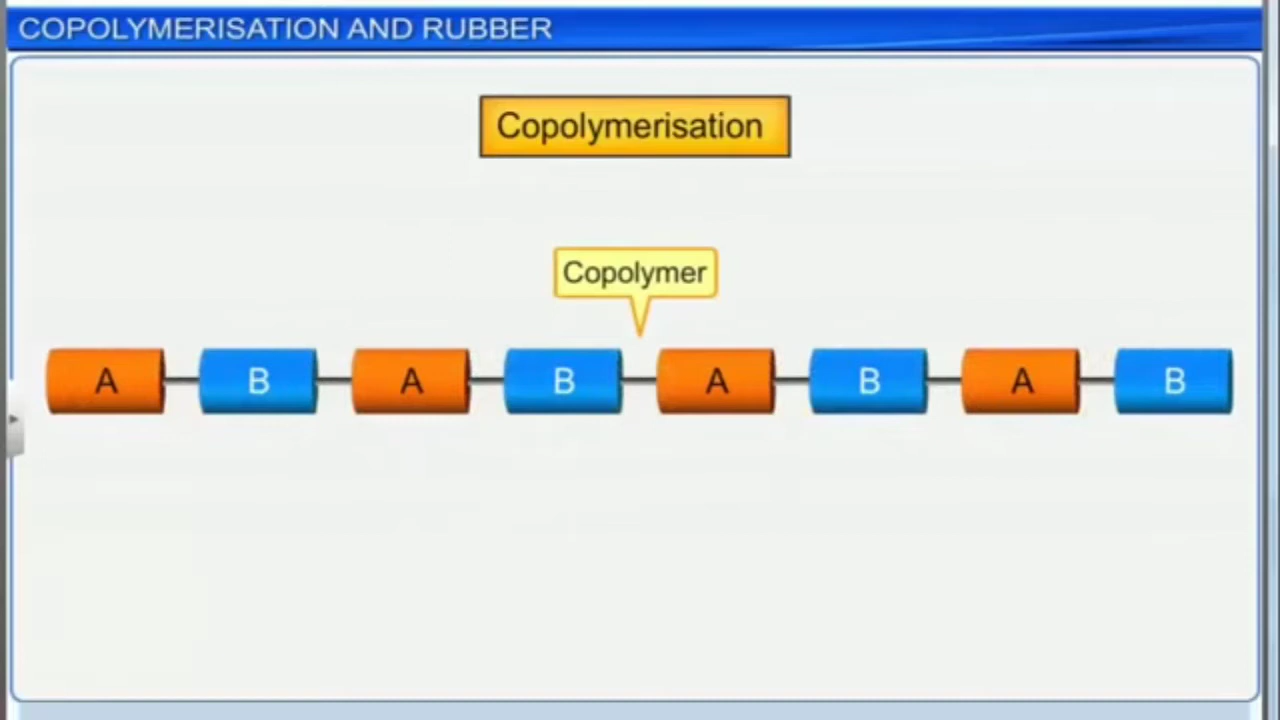 COPOLYMERISATION AND RUBBER
Copolymerisation
Copolymer
A B A B A B A B